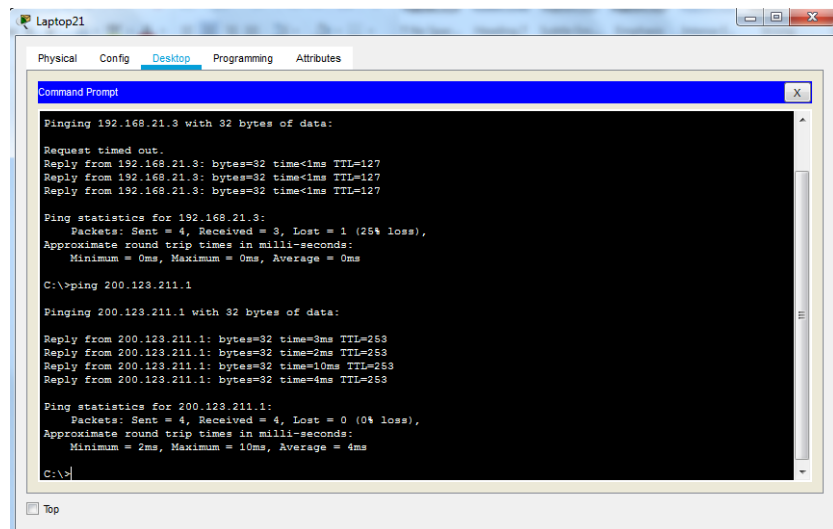 Laptop21
Physical Config Desktop Programming Attributes
Command Prompt
X
Pinging 192.168.21.3 with 32 bytes of data:
Request timed out.
Reply from 192.168.21.3: bytes=32 time<1ms TTL=127
Reply from 192.168.21.3: bytes=32 time<1ms TTL=127
Reply from 192.168.21.3: bytes=32 time<1ms TTL=127
Ping statistics for 192.168.21.3:
Packets: Sent = 4, Received = 3, Lost = 1 (25% loss),
Approximate round trip times in milli-seconds:
Minimum = 0ms, Maximum = 0ms, Average = 0ms
C:\>ping 200.123.211.1
Pinging 200.123.211.1 with 32 bytes of data:
Reply from 200.123.211.1: bytes=32 time=3ms TTL=253
Reply from 200.123.211.1: bytes=32 time=2ms TTL=253
Reply from 200.123.211.1: bytes=32 time=10ms TTL=253
Reply from 200.123.211.1: bytes=32 time=4ms TTL=253
Ping statistics for 200.123.211.1:
Packets: Sent = 4, Received = 4, Lost = 0 (0% loss),
Approximate round trip times in milli-seconds:
Minimum = 2ms, Maximum = 10ms, Average = 4ms
C:\>
Top